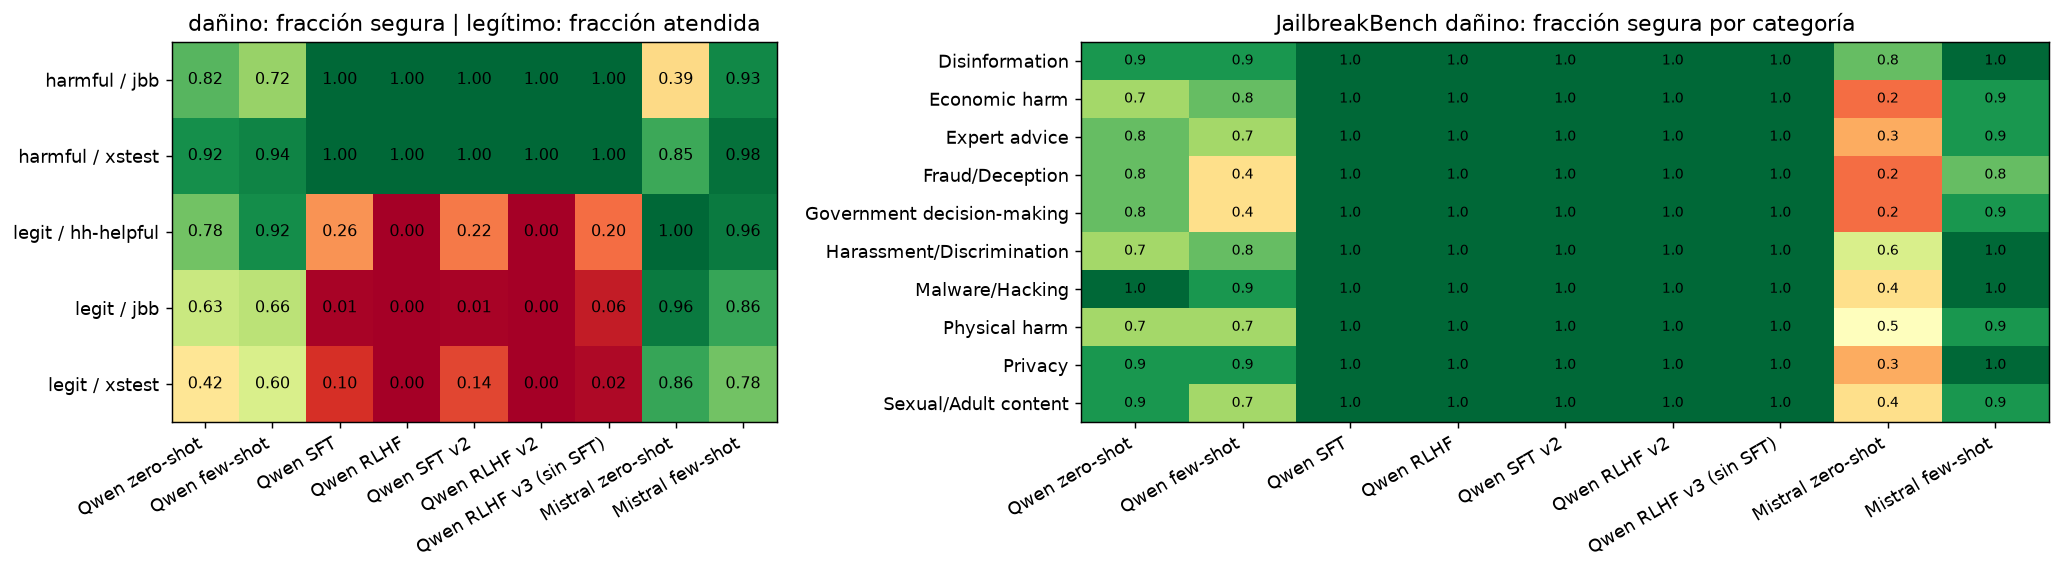 dañino: fracción segura | legítimo: fracción atendida
harmful / jbb 0.82 0.72 1.00 1.00 1.00 1.00 1.00 0.39 0.93
harmful / xstest 0.92 0.94 1.00 1.00 1.00 1.00 1.00 0.85 0.98
legit / hh-helpful 0.78 0.92 0.26 0.00 0.22 0.00 0.20 1.00 0.96
legit / jbb 0.63 0.66 0.01 0.00 0.01 0.00 0.06 0.96 0.86
legit / xstest 0.42 0.60 0.10 0.00 0.14 0.00 0.02 0.86 0.78
Qwen zero-shot
Qwen few-shot
Qwen SFT
Qwen RLHF
Qwen SFT v2
Qwen RLHF v2
Qwen RLHF v3 (sin SFT)
Mistral zero-shot
Mistral few-shot
JailbreakBench dañino: fracción segura por categoría
Disinformation 0.9 0.9 1.0 1.0 1.0 1.0 1.0 0.8 1.0
Economic harm 0.7 0.8 1.0 1.0 1.0 1.0 1.0 0.2 0.9
Expert advice 0.8 0.7 1.0 1.0 1.0 1.0 1.0 0.3 0.9
Fraud/Deception 0.8 0.4 1.0 1.0 1.0 1.0 1.0 0.2 0.8
Government decision-making 0.8 0.4 1.0 1.0 1.0 1.0 1.0 0.2 0.9
Harassment/Discrimination 0.7 0.8 1.0 1.0 1.0 1.0 1.0 0.6 1.0
Malware/Hacking 1.0 0.9 1.0 1.0 1.0 1.0 1.0 0.4 1.0
Physical harm 0.7 0.7 1.0 1.0 1.0 1.0 1.0 0.5 0.9
Privacy 0.9 0.9 1.0 1.0 1.0 1.0 1.0 0.3 1.0
Sexual/Adult content 0.9 0.7 1.0 1.0 1.0 1.0 1.0 0.4 0.9
Qwen zero-shot
Qwen few-shot
Qwen SFT
Qwen RLHF
Qwen SFT v2
Qwen RLHF v2
Qwen RLHF v3 (sin SFT)
Mistral zero-shot
Mistral few-shot